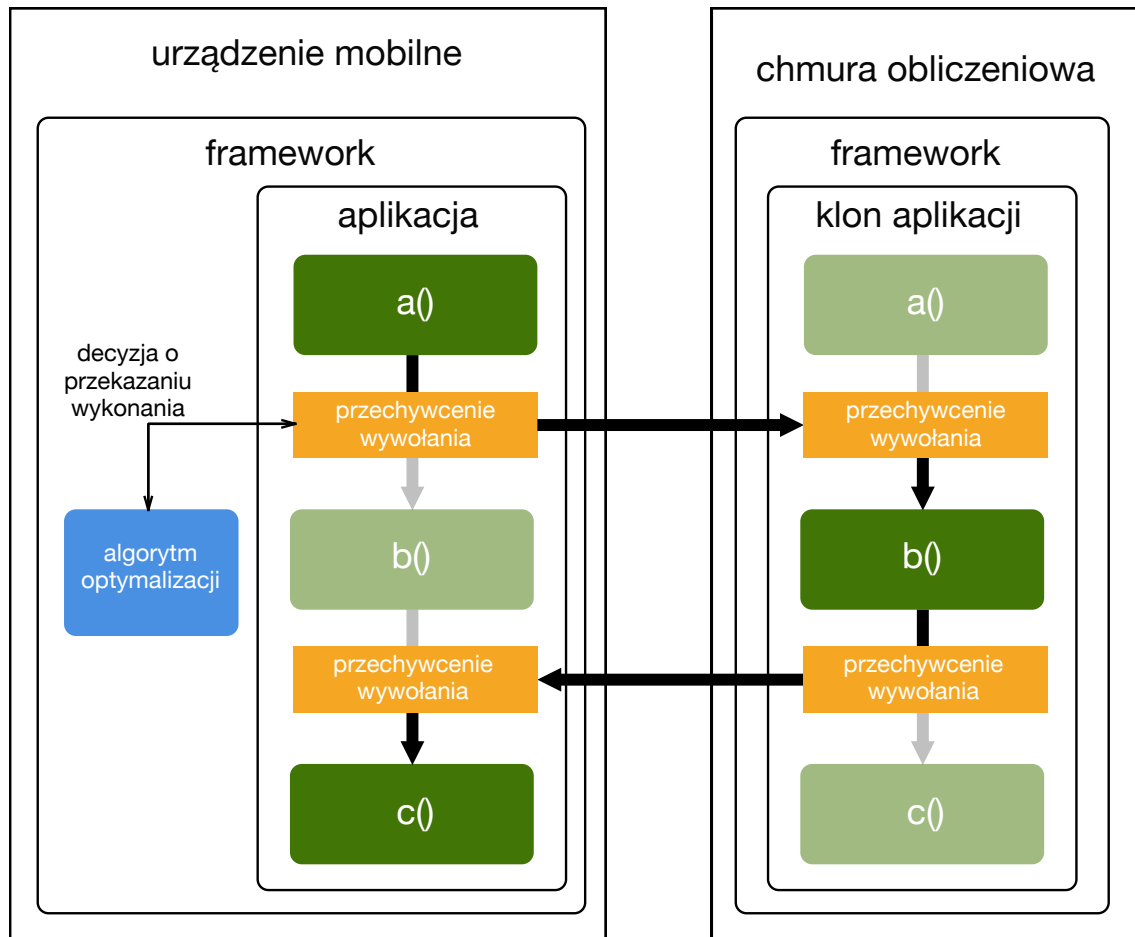 urządzenie mobilne
framework
aplikacja
a()
decyzja o
przekazaniu
wykonania
przechywcenie
wywołania
algorytm
optymalizacji
b()
przechywcenie
wywołania
c()
chmura obliczeniowa
framework
klon aplikacji
a()
przechywcenie
wywołania
b()
przechywcenie
wywołania
c()